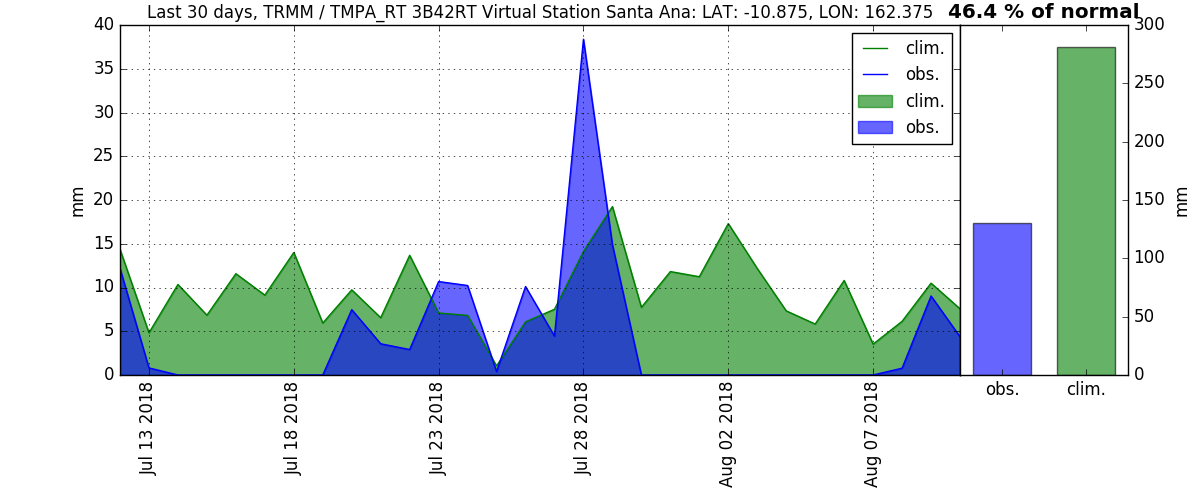 Last 30 days, TRMM / TMPA_RT 3B42RT Virtual Station Santa Ana: LAT: -10.875, LON: 162.375
46.4 % of normal
mm
40
35
30
25
20
15
10
5
0
clim.
obs.
clim.
obs.
Jul 13 2018
Jul 18 2018
Jul 23 2018
Jul 28 2018
Aug 02 2018
Aug 07 2018
300
250
200
150
100
50
0
mm
obs.
clim.